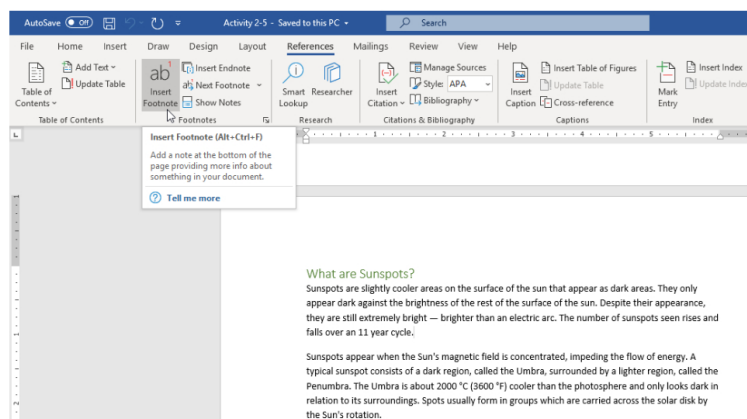 AutoSave Off Activity 2-5 - Saved to this PC Search
File Home Insert Draw Design Layout References Mailings Review View Help
Table of Contents
Add Text
Update Table
Table of Contents
ab1
Insert Footnote
Insert Endnote
Next Footnote
Show Notes
Footnotes
Smart Lookup
Researcher
Research
Insert Citation
Manage Sources
Style: APA
Bibliography
Citations & Bibliography
Insert Caption
Insert Table of Figures
Update Table
Cross-reference
Captions
Mark Entry
Insert Index
Update Index
Index
Insert Footnote (Alt+Ctrl+F)
Add a note at the bottom of the
page providing more info about
something in your document.
Tell me more
1 2 3 4 5
What are Sunspots?
Sunspots are slightly cooler areas on the surface of the sun that appear as dark areas. They only
appear dark against the brightness of the rest of the surface of the sun. Despite their appearance,
they are still extremely bright — brighter than an electric arc. The number of sunspots seen rises and
falls over an 11 year cycle.
Sunspots appear when the Sun's magnetic field is concentrated, impeding the flow of energy. A
typical sunspot consists of a dark region, called the Umbra, surrounded by a lighter region, called the
Penumbra. The Umbra is about 2000 °C (3600 °F) cooler than the photosphere and only looks dark in
relation to its surroundings. Spots usually form in groups which are carried across the solar disk by
the Sun's rotation.